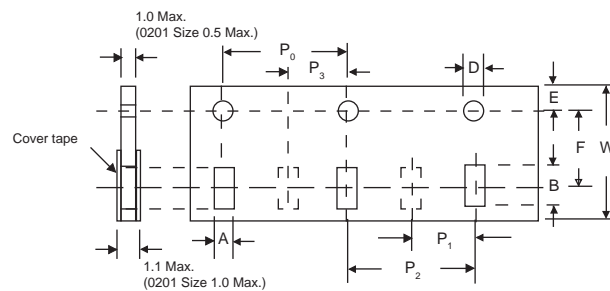 1.0 Max.
(0201 Size 0.5 Max.)
P0
P3
D
E
W
F
B
Cover tape
A
P1
P2
1.1 Max.
(0201 Size 1.0 Max.)